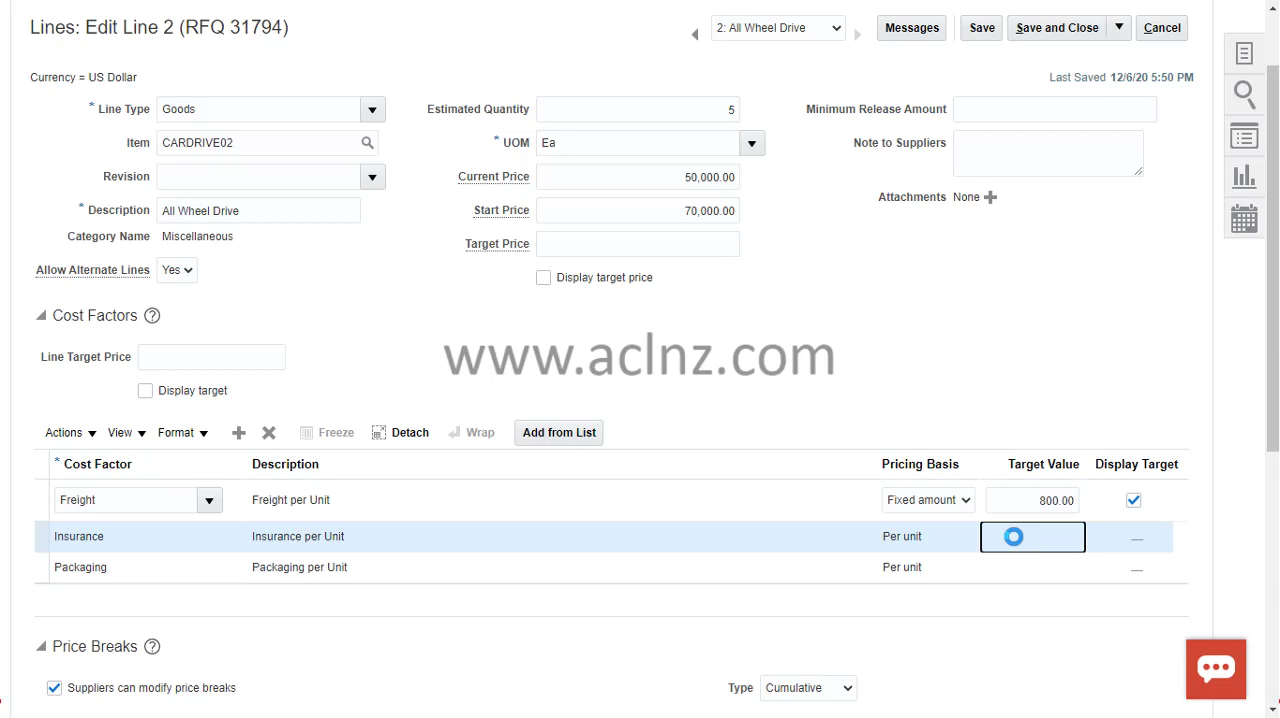 Lines: Edit Line 2 (RFQ 31794)
2: All Wheel Drive
Messages
Save
Save and Close
Cancel
Currency = US Dollar
Last Saved 12/6/20 5:50 PM
* Line Type Goods
Estimated Quantity 5
Minimum Release Amount
Item CARDRIVE02
* UOM Ea
Note to Suppliers
Revision
Current Price 50,000.00
Attachments None
* Description All Wheel Drive
Start Price 70,000.00
Category Name Miscellaneous
Target Price
Allow Alternate Lines Yes
Display target price
Cost Factors
Line Target Price
www.aclnz.com
Display target
Actions View Format Freeze Detach Wrap Add from List
* Cost Factor Description Pricing Basis Target Value Display Target
Freight Freight per Unit Fixed amount 800.00
Insurance Insurance per Unit Per unit
Packaging Packaging per Unit Per unit
Price Breaks
Suppliers can modify price breaks
Type Cumulative